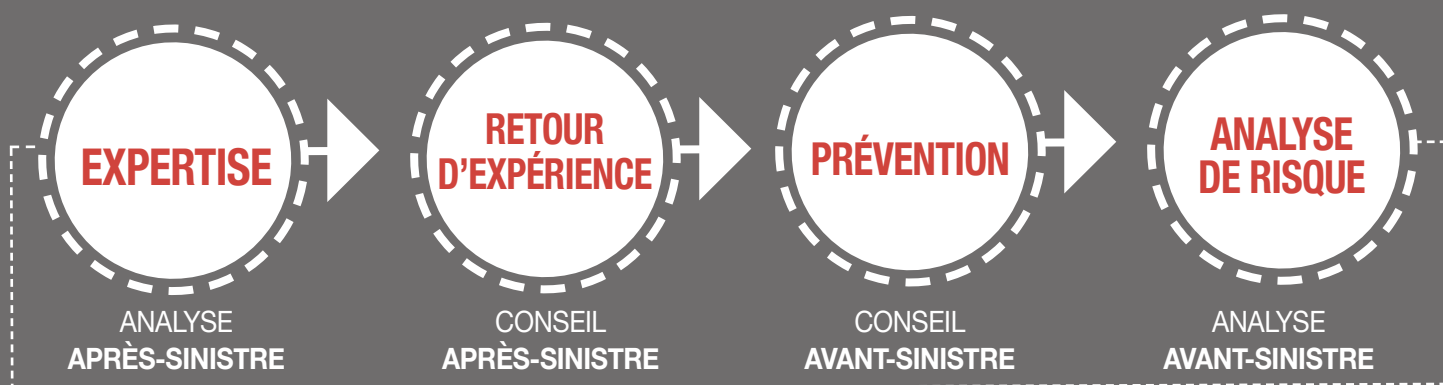 EXPERTISE
RETOUR
D’EXPÉRIENCE
PRÉVENTION
ANALYSE
DE RISQUE
ANALYSE
APRÈS-SINISTRE
CONSEIL
APRÈS-SINISTRE
CONSEIL
AVANT-SINISTRE
ANALYSE
AVANT-SINISTRE